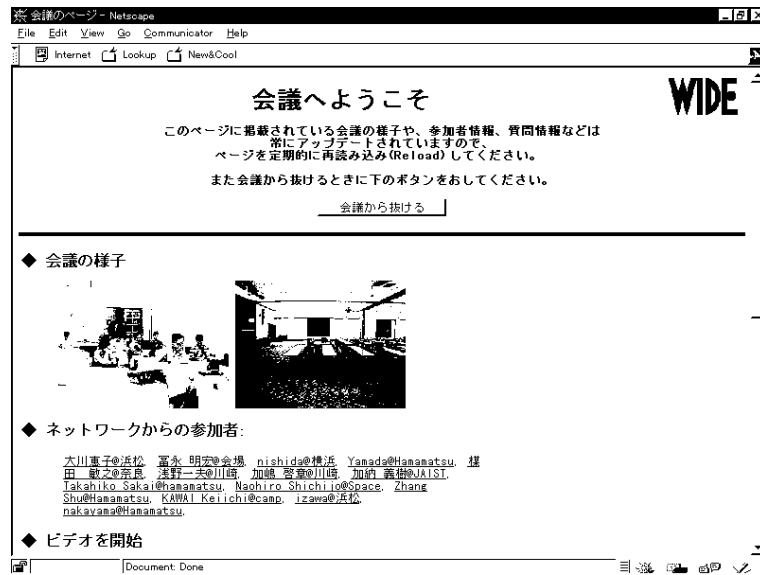 会議のページ - Netscape
File Edit View Go Communicator Help
Internet Lookup New&Cool
会議へようこそ
WIDE
このページに掲載されている会議の様子や、参加者情報、質問情報などは
常にアップデートされていますので、
ページを定期的に再読み込み(Reload)してください。
また会議から抜けるときに下のボタンをおしてください。
会議から抜ける
◆ 会議の様子
◆ ネットワークからの参加者:
大川恵子@浜松, 冨永 明宏@会場, nishida@横浜, Yamada@Hamamatsu, 楳
田 敏之@奈良, 浅野一夫@川崎, 加嶋 啓章@川崎, 加納 義樹@JAIST,
Takahiko Sakai@hamamatsu, Naohiro Shichijo@Space, Zhang
Shu@Hamamatsu, KAWAI Keiichi@camp, izawa@浜松,
nakayama@Hamamatsu,
◆ ビデオを開始
Document: Done